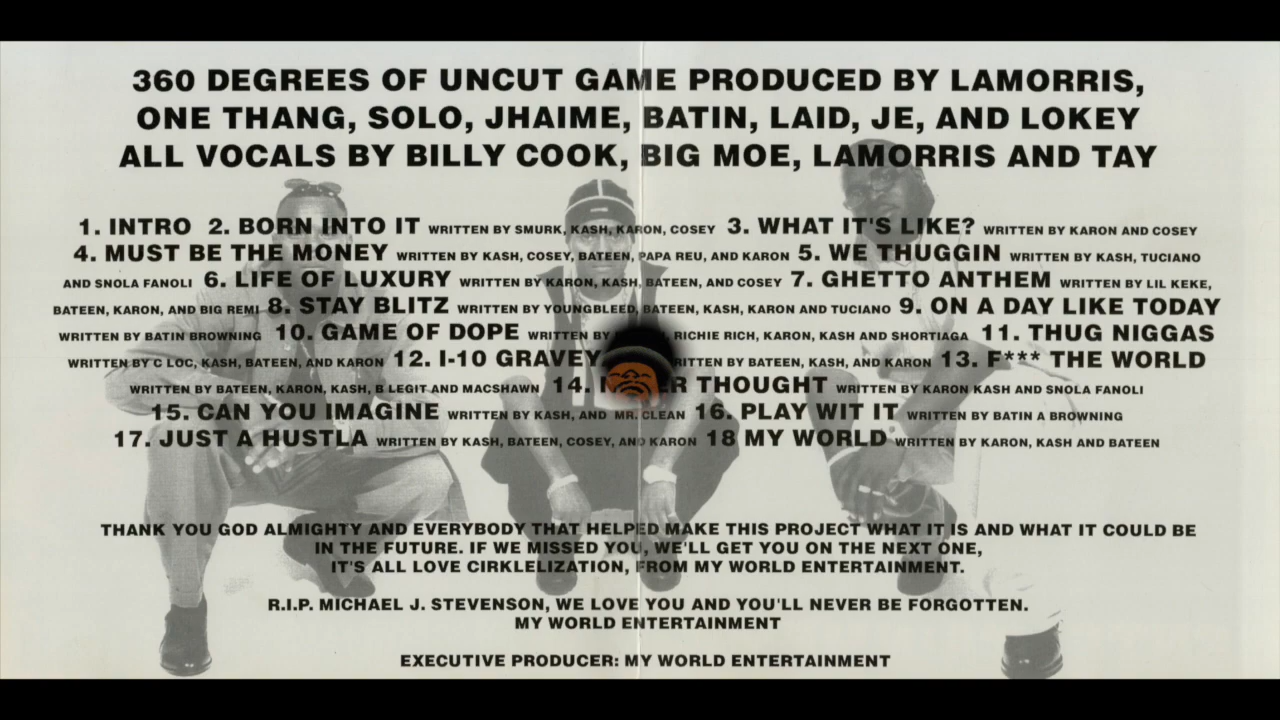 360 DEGREES OF UNCUT GAME PRODUCED BY LAMORRIS,
ONE THANG, SOLO, JHAIME, BATIN, LAID, JE, AND LOKEY
ALL VOCALS BY BILLY COOK, BIG MOE, LAMORRIS AND TAY
1. INTRO 2. BORN INTO IT WRITTEN BY SMURK, KASH, KARON, COSEY 3. WHAT IT'S LIKE? WRITTEN BY KARON AND COSEY
4. MUST BE THE MONEY WRITTEN BY KASH, COSEY, BATEEN, PAPA REU, AND KARON 5. WE THUGGIN WRITTEN BY KASH, TUCIANO
AND SNOLA FANOLI 6. LIFE OF LUXURY WRITTEN BY KARON, KASH, BATEEN, AND COSEY 7. GHETTO ANTHEM WRITTEN BY LIL KEKE,
BATEEN, KARON, AND BIG REMI 8. STAY BLITZ WRITTEN BY YOUNGBLEED, BATEEN, KASH, KARON AND TUCIANO 9. ON A DAY LIKE TODAY
WRITTEN BY BATIN BROWNING 10. GAME OF DOPE WRITTEN BY RICHIE RICH, KARON, KASH AND SHORTIAGA 11. THUG NIGGAS
WRITTEN BY C LOC, KASH, BATEEN, AND KARON 12. I-10 GRAVEY BY BATEEN, KASH, AND KARON 13. F*** THE WORLD
WRITTEN BY BATEEN, KARON, KASH, B LEGIT AND MACSHAWN 14. THOUGHT WRITTEN BY KARON KASH AND SNOLA FANOLI
15. CAN YOU IMAGINE WRITTEN BY KASH, AND MR. CLEAN 16. PLAY WIT IT WRITTEN BY BATIN A BROWNING
17. JUST A HUSTLA WRITTEN BY KASH, BATEEN, COSEY, AND KARON 18 MY WORLD WRITTEN BY KARON, KASH AND BATEEN
THANK YOU GOD ALMIGHTY AND EVERYBODY THAT HELPED MAKE THIS PROJECT WHAT IT IS AND WHAT IT COULD BE
IN THE FUTURE. IF WE MISSED YOU, WE'LL GET YOU ON THE NEXT ONE,
IT'S ALL LOVE CIRKLELIZATION, FROM MY WORLD ENTERTAINMENT.
R.I.P. MICHAEL J. STEVENSON, WE LOVE YOU AND YOU'LL NEVER BE FORGOTTEN.
MY WORLD ENTERTAINMENT
EXECUTIVE PRODUCER: MY WORLD ENTERTAINMENT